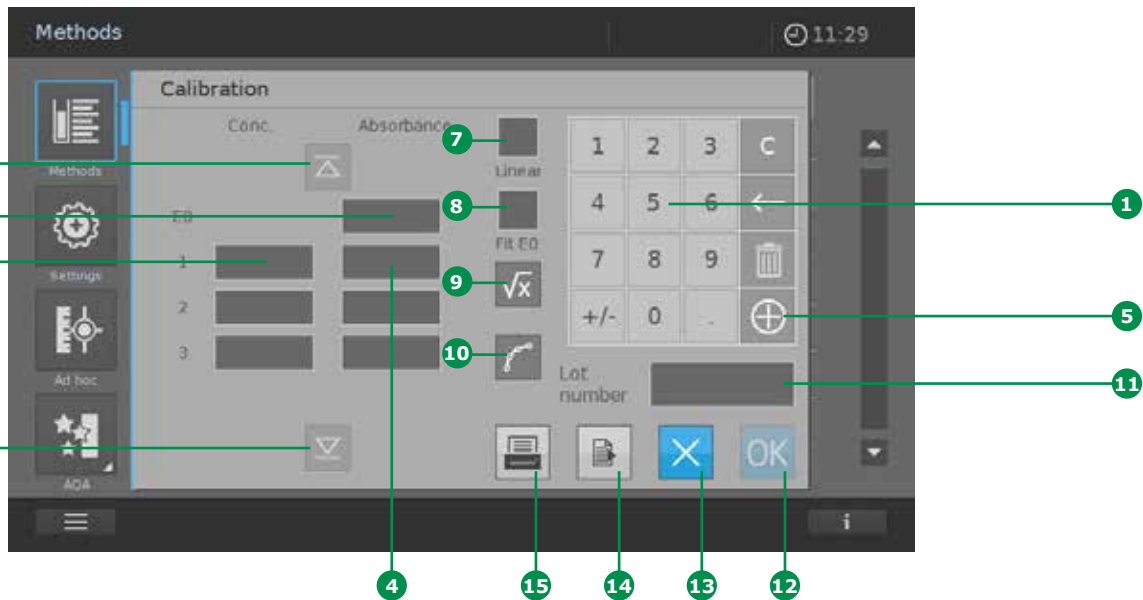 Methods
11:29
Calibration
Conc. Absorbance
7
Linear
8
Fit E0
9
√x
10
E0
1
2
3
1 2 3 C
4 5 6 ←
7 8 9
+/- 0 .
1
5
Lot
number
11
Methods
Settings
Ad hoc
AQA
OK
i
4
15
14
13
12